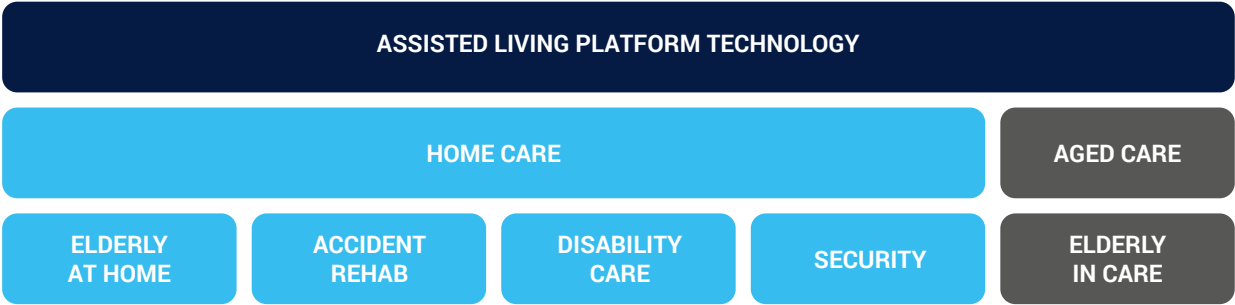 ASSISTED LIVING PLATFORM TECHNOLOGY
HOME CARE
AGED CARE
ELDERLY
AT HOME
ACCIDENT
REHAB
DISABILITY
CARE
SECURITY
ELDERLY
IN CARE